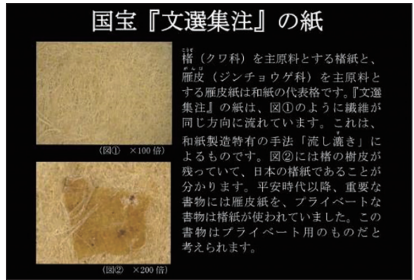 国宝『文選集注』の紙
こうぞ
楮（クワ科）を主原料とする楮紙と、
がんぴ
雁皮（ジンチョウゲ科）を主原料と
する雁皮紙は和紙の代表格です。『文選
集注』の紙は、図①のように繊維が
同じ方向に流れています。これは、
和紙製造特有の手法「流し漉き」に
よるものです。図②には楮の樹皮が
残っていて、日本の楮紙であることが
分かります。平安時代以降、重要な
書物には雁皮紙を、プライベートな
書物は楮紙が使われていました。この
書物はプライベート用のものだと
考えられます。
（図①　×100倍）
（図②　×200倍）